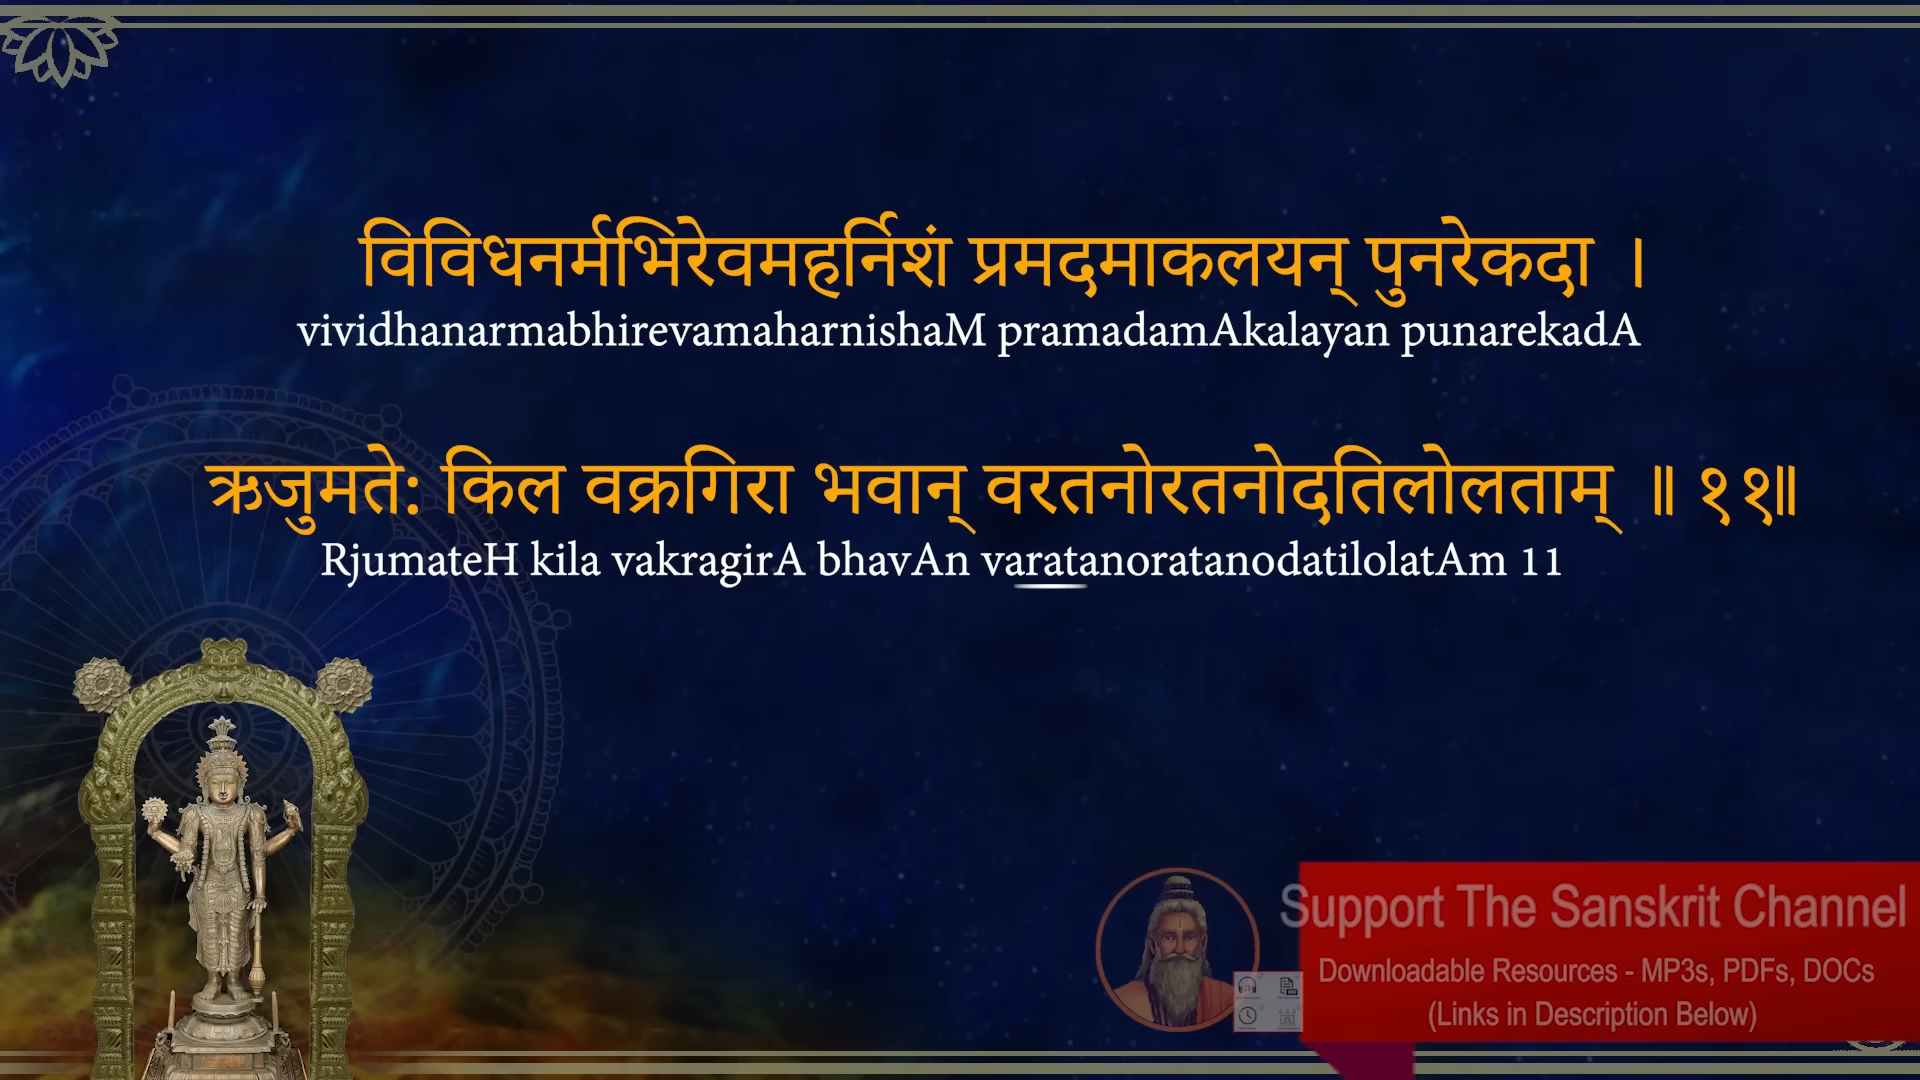 विविधनर्मभिरेवमहर्निशं प्रमदमाकलयन् पुनरेकदा ।
vividhanarmabhirevamaharnishaM pramadamAkalayan punarekadA
ऋजुमते: किल वक्रगिरा भवान् वरतनोरतनोदतिलोलताम् ॥ ११॥
RjumateH kila vakragirA bhavAn varatanoratanodatilolatAm 11
Support The Sanskrit Channel
Downloadable Resources - MP3s, PDFs, DOCs
(Links in Description Below)